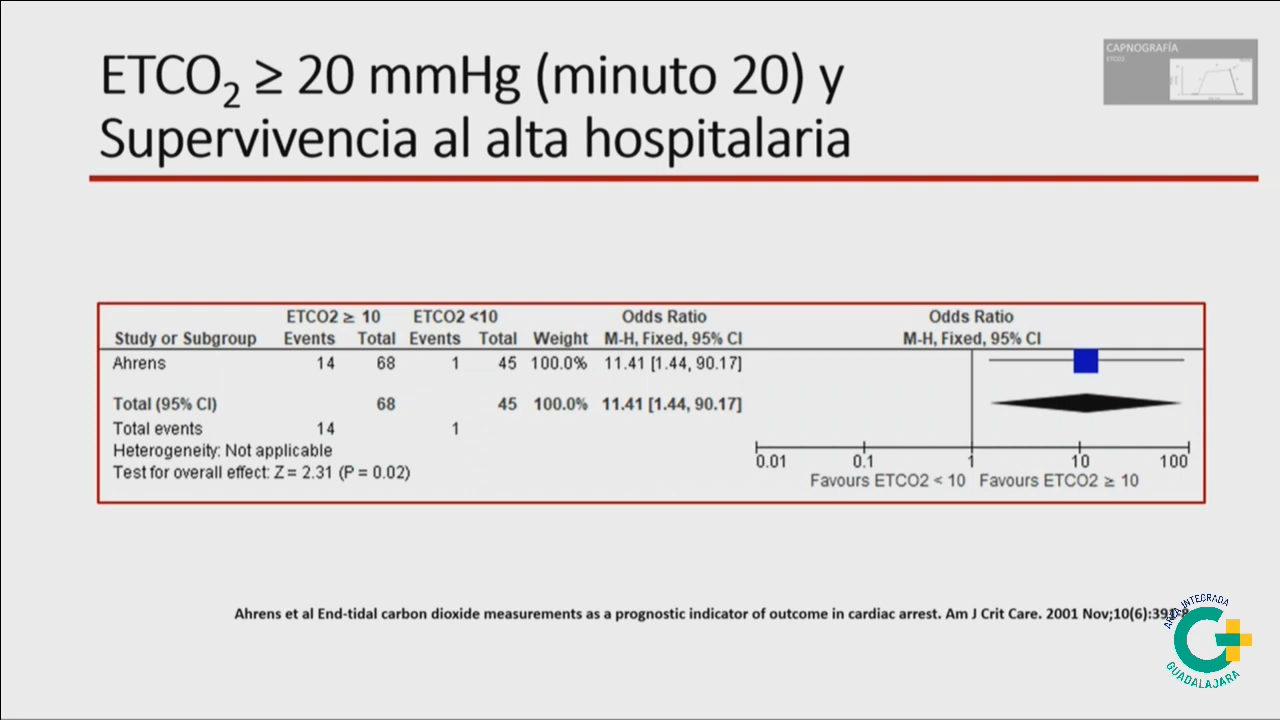 ETCO₂ ≥ 20 mmHg (minuto 20) y
Supervivencia al alta hospitalaria
CAPNOGRAFÍA
ETCO2
ETCO2 ≥ 10 ETCO2 <10 Odds Ratio Odds Ratio
Study or Subgroup Events Total Events Total Weight M-H, Fixed, 95% CI M-H, Fixed, 95% CI
Ahrens 14 68 1 45 100.0% 11.41 [1.44, 90.17]
Total (95% CI) 68 45 100.0% 11.41 [1.44, 90.17]
Total events 14 1
Heterogeneity: Not applicable
Test for overall effect: Z = 2.31 (P = 0.02)
0.01 0.1 1 10 100
Favours ETCO2 < 10 Favours ETCO2 ≥ 10
Ahrens et al End-tidal carbon dioxide measurements as a prognostic indicator of outcome in cardiac arrest. Am J Crit Care. 2001 Nov;10(6):39
ÁREA INTEGRADA
GUADALAJARA